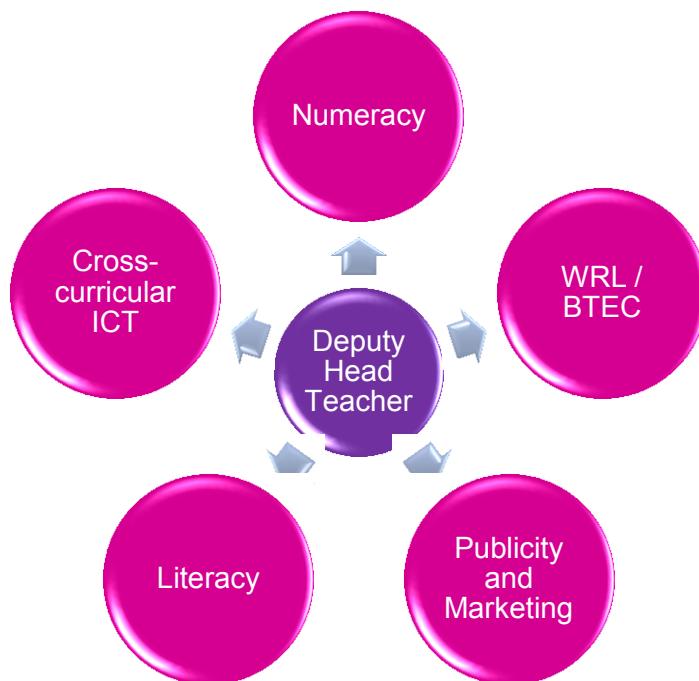 Numeracy
Cross-
curricular
ICT
WRL /
BTEC
Deputy
Head
Teacher
Literacy
Publicity
and
Marketing